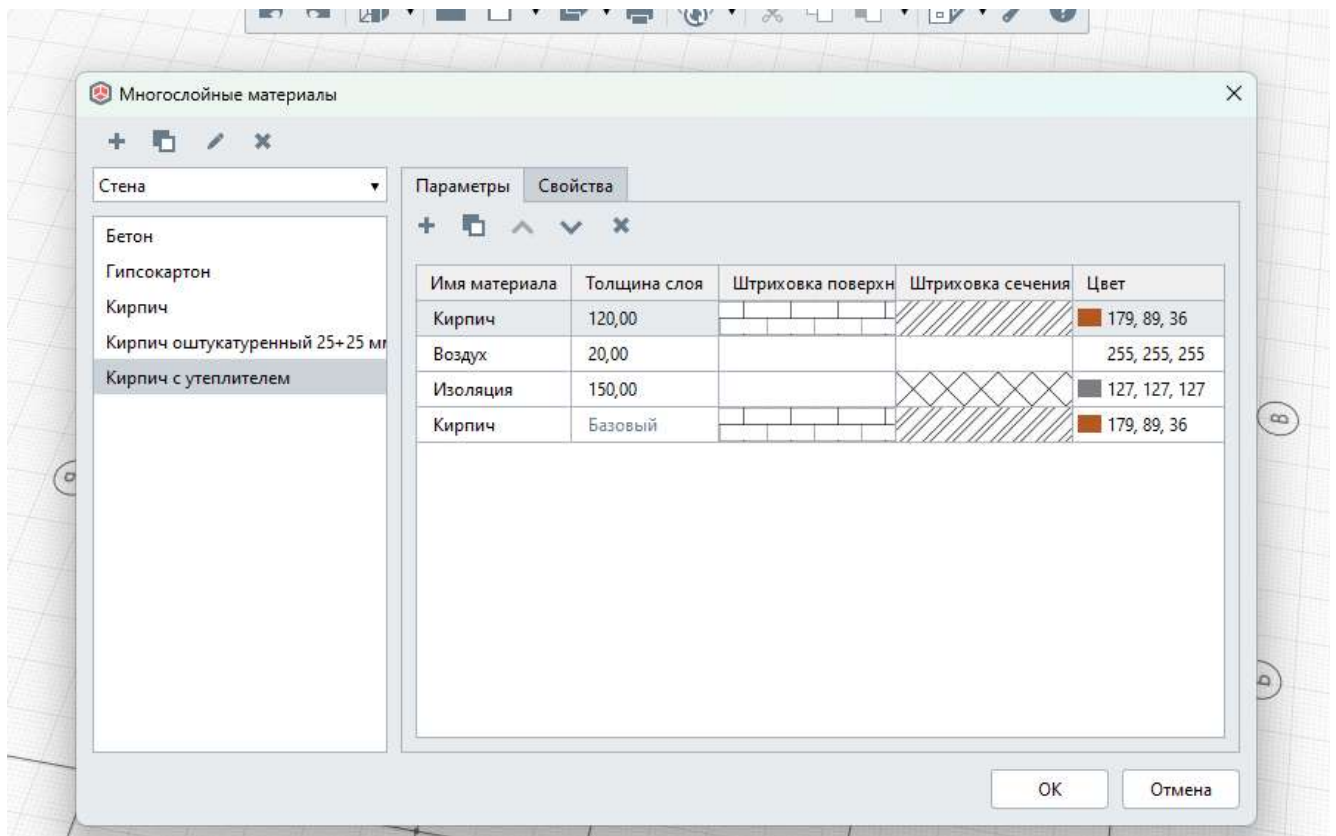 Многослойные материалы
Стена
Параметры Свойства
Бетон
Гипсокартон
Кирпич
Кирпич оштукатуренный 25+25
Кирпич с утеплителем
Имя материала Толщина слоя Штриховка поверхн Штриховка сечения Цвет
Кирпич 120,00 179, 89, 36
Воздух 20,00 255, 255, 255
Изоляция 150,00 127, 127, 127
Кирпич Базовый 179, 89, 36
B
ОК Отмена